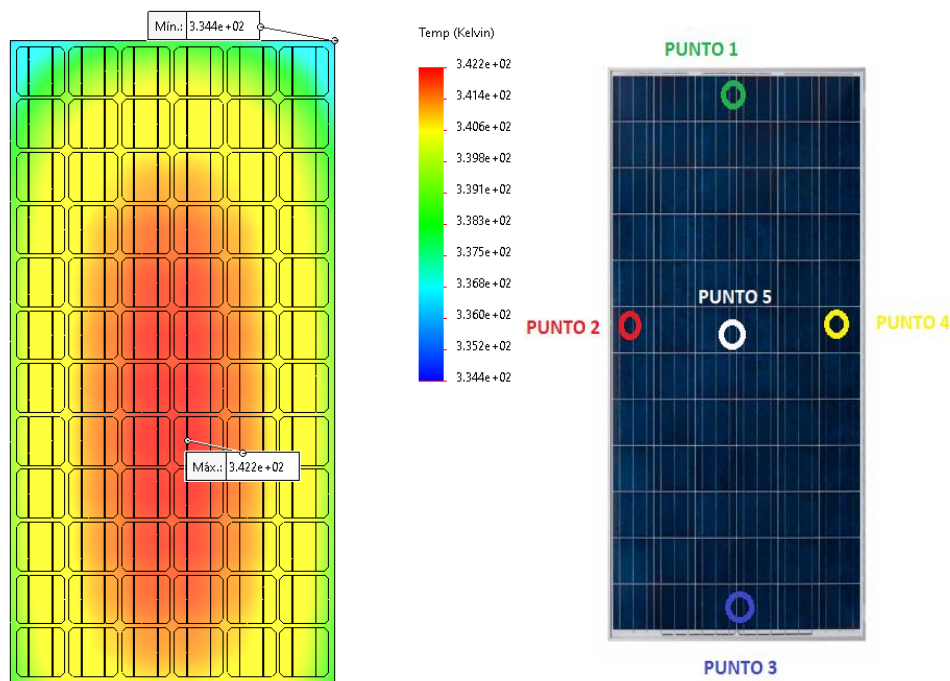 Mín.: 3.344e+02
Temp (Kelvin)
3.422e+02
3.414e+02
3.406e+02
3.398e+02
3.391e+02
3.383e+02
3.375e+02
3.368e+02
3.360e+02
3.352e+02
3.344e+02
Máx.: 3.422e+02
PUNTO 1
PUNTO 5
PUNTO 2
PUNTO 4
PUNTO 3